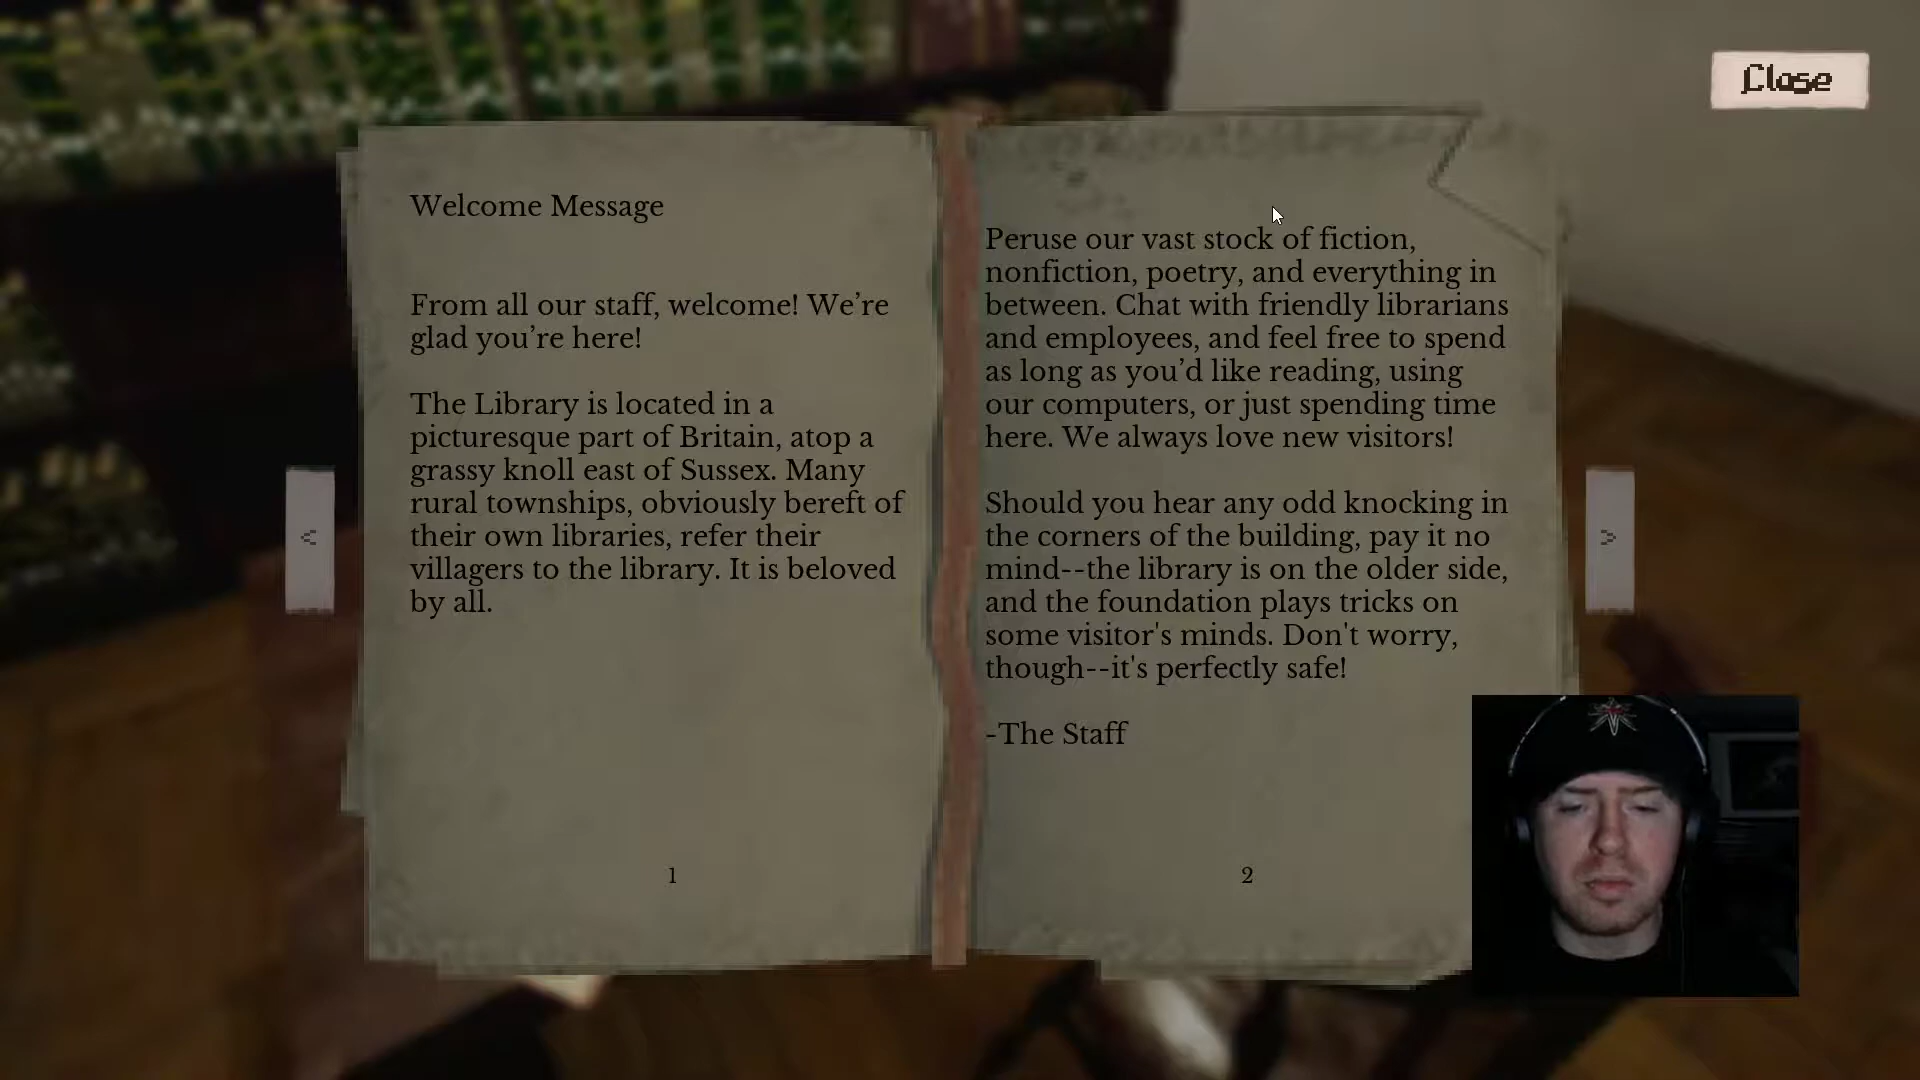 Close
Welcome Message
From all our staff, welcome! We’re
glad you’re here!
The Library is located in a
picturesque part of Britain, atop a
grassy knoll east of Sussex. Many
rural townships, obviously bereft of
their own libraries, refer their
villagers to the library. It is beloved
by all.
1
Peruse our vast stock of fiction,
nonfiction, poetry, and everything in
between. Chat with friendly librarians
and employees, and feel free to spend
as long as you’d like reading, using
our computers, or just spending time
here. We always love new visitors!
Should you hear any odd knocking in
the corners of the building, pay it no
mind--the library is on the older side,
and the foundation plays tricks on
some visitor's minds. Don't worry,
though--it's perfectly safe!
-The Staff
2
<
>